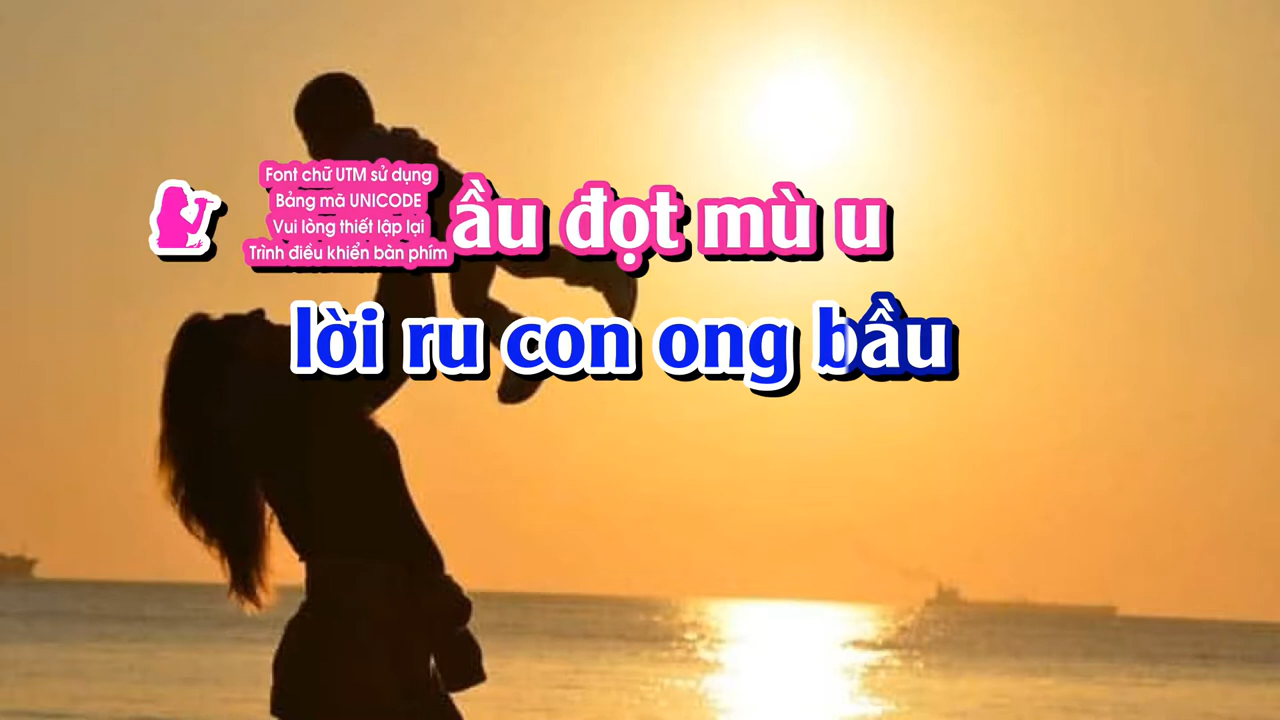 Font chữ UTM sử dụng
Bảng mã UNICODE
Vui lòng thiết lập lại
Trình điều khiển bàn phím
ầu đọt mù u
lời ru con ong bầu